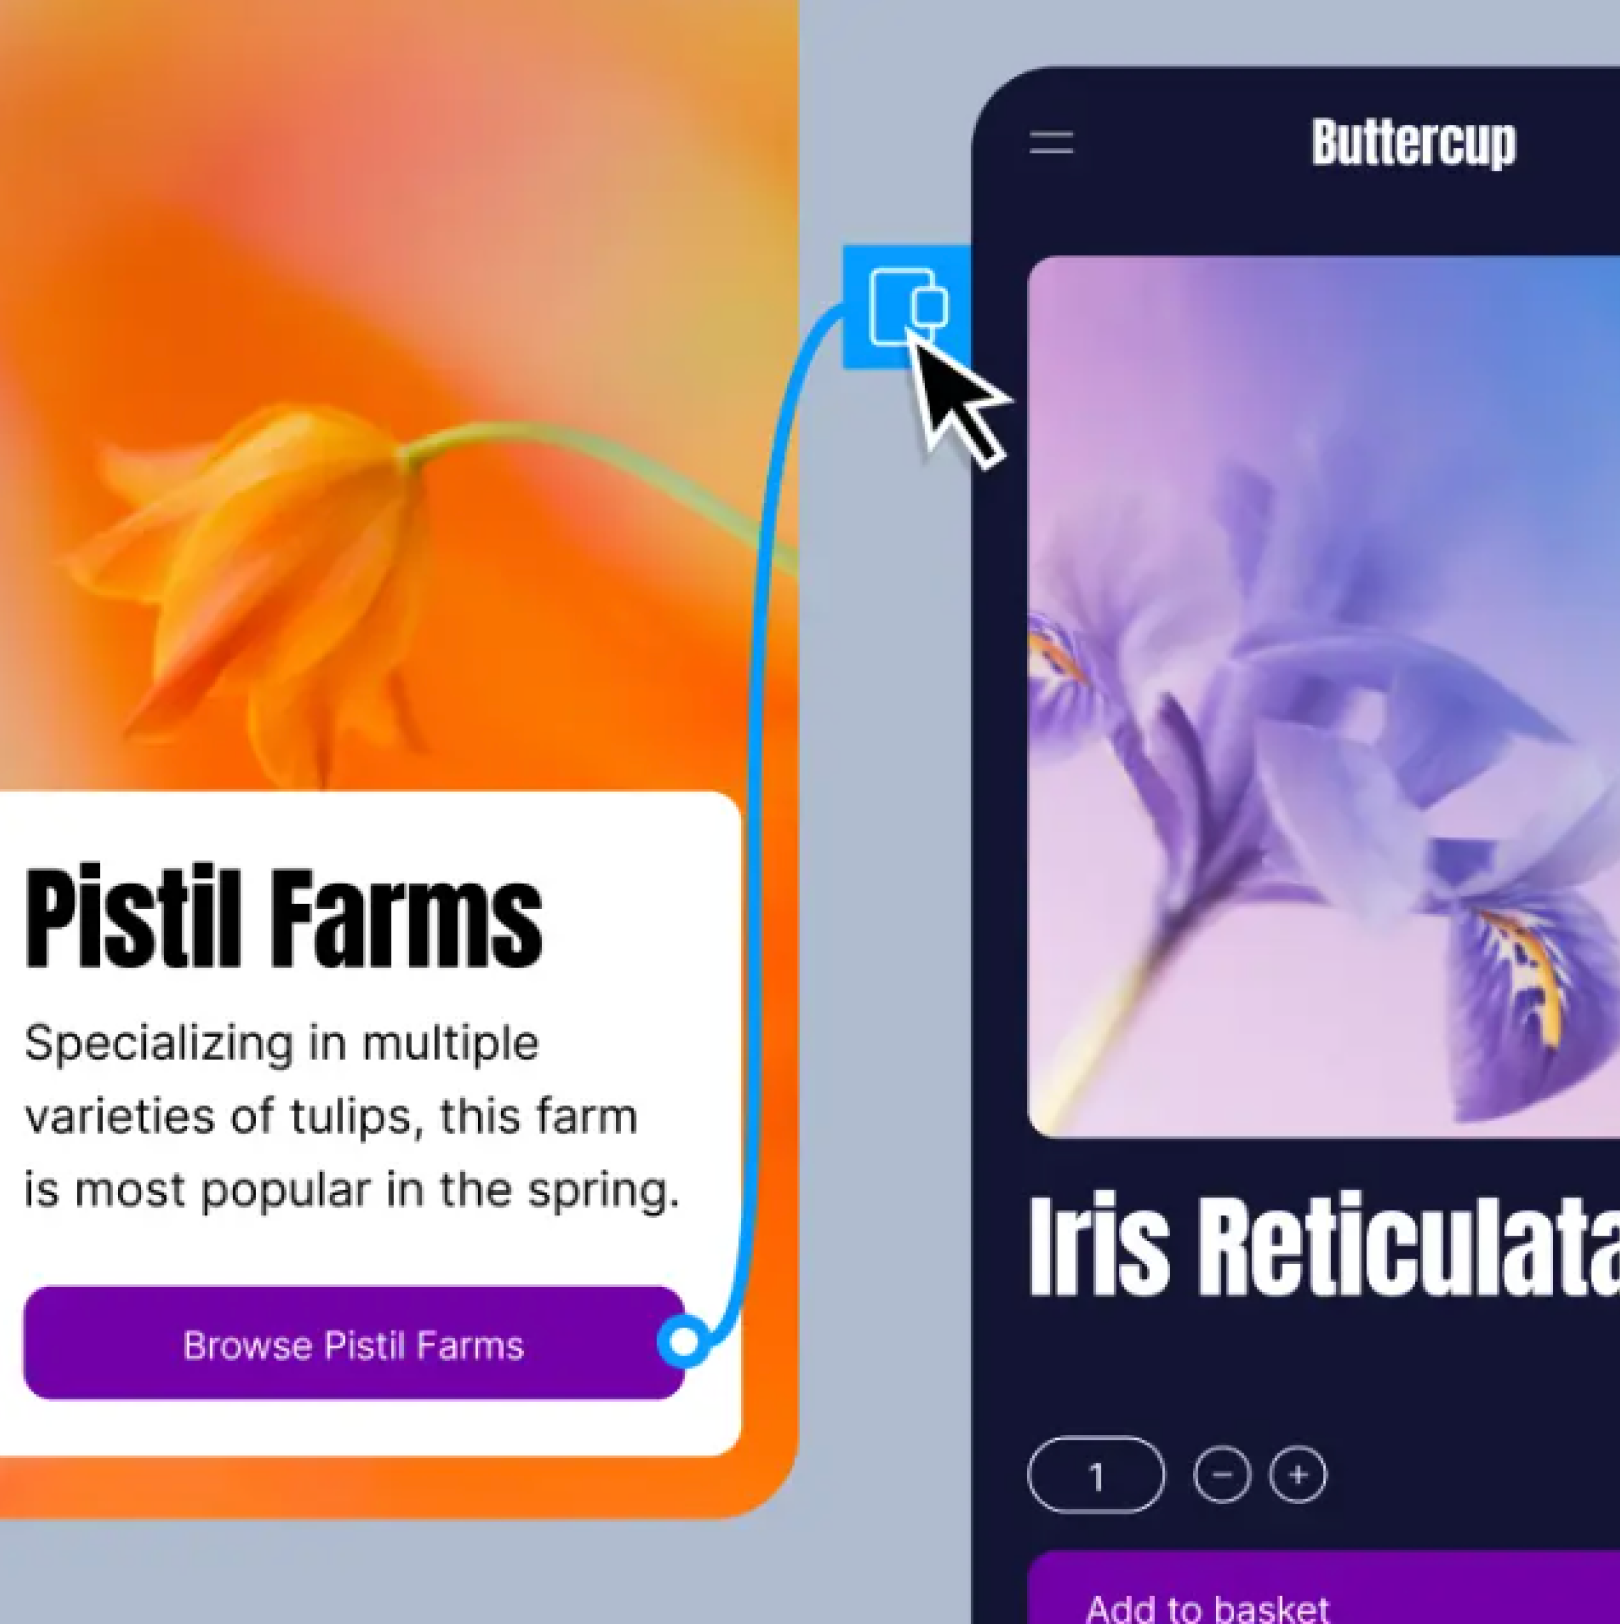 Buttercup
Pistil Farms
Specializing in multiple
varieties of tulips, this farm
is most popular in the spring.
Browse Pistil Farms
Iris Reticulata
1
Add to basket